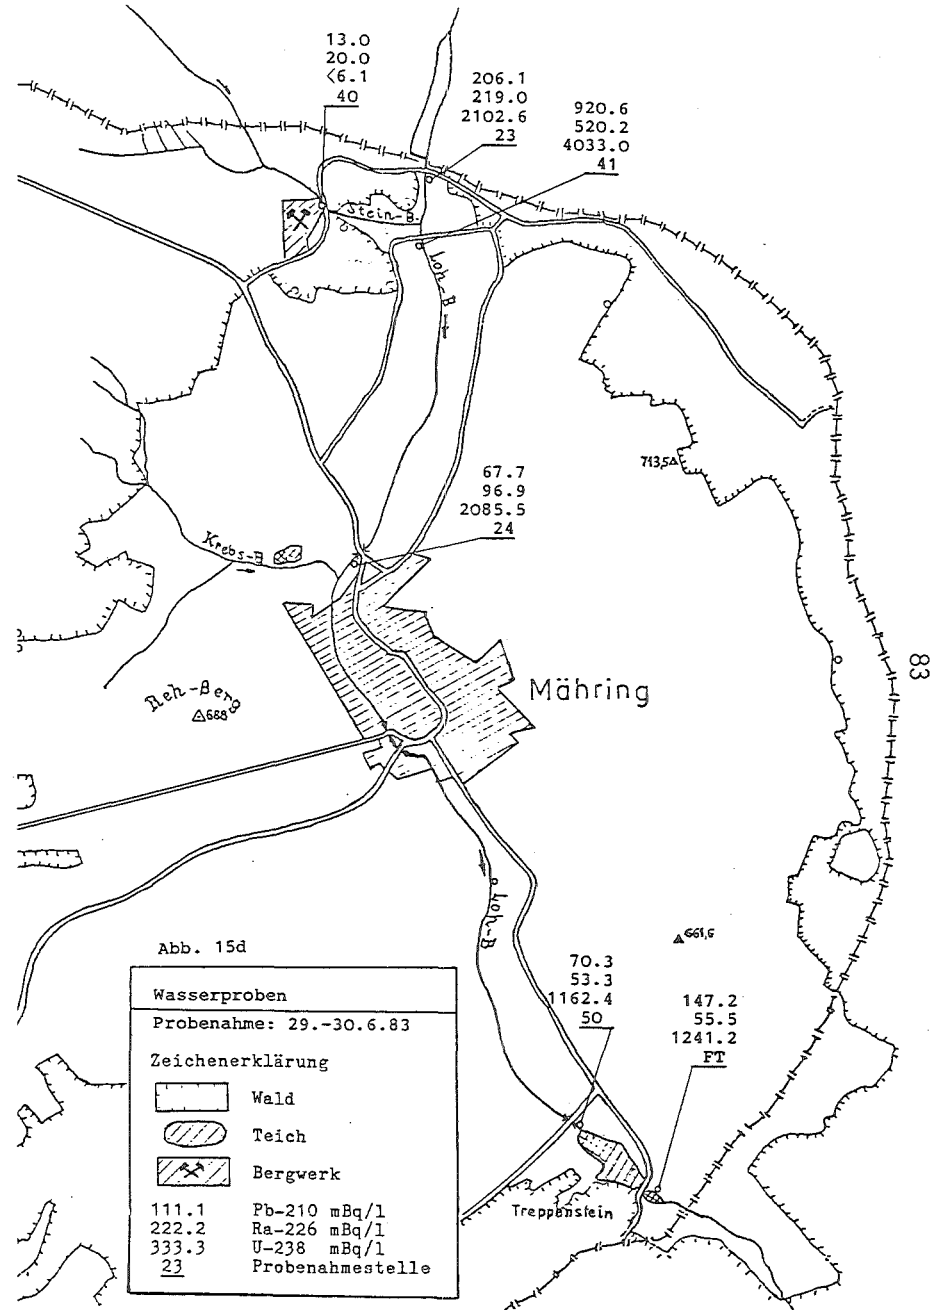 13.0
20.0
<6.1
40
206.1
219.0
2102.6
23
920.6
520.2
4033.0
41
Stein-B.
Loh-B
713,5
67.7
96.9
2085.5
24
Krebs-B
Reh-Berg
688
Mähring
83
Loh-B
661,6
70.3
53.3
1162.4
50
147.2
55.5
1241.2
FT
Treppenstein
Abb. 15d
Wasserproben
Probenahme: 29.-30.6.83
Zeichenerklärung
Wald
Teich
Bergwerk
111.1 Pb-210 mBq/l
222.2 Ra-226 mBq/l
333.3 U-238 mBq/l
23 Probenahmestelle